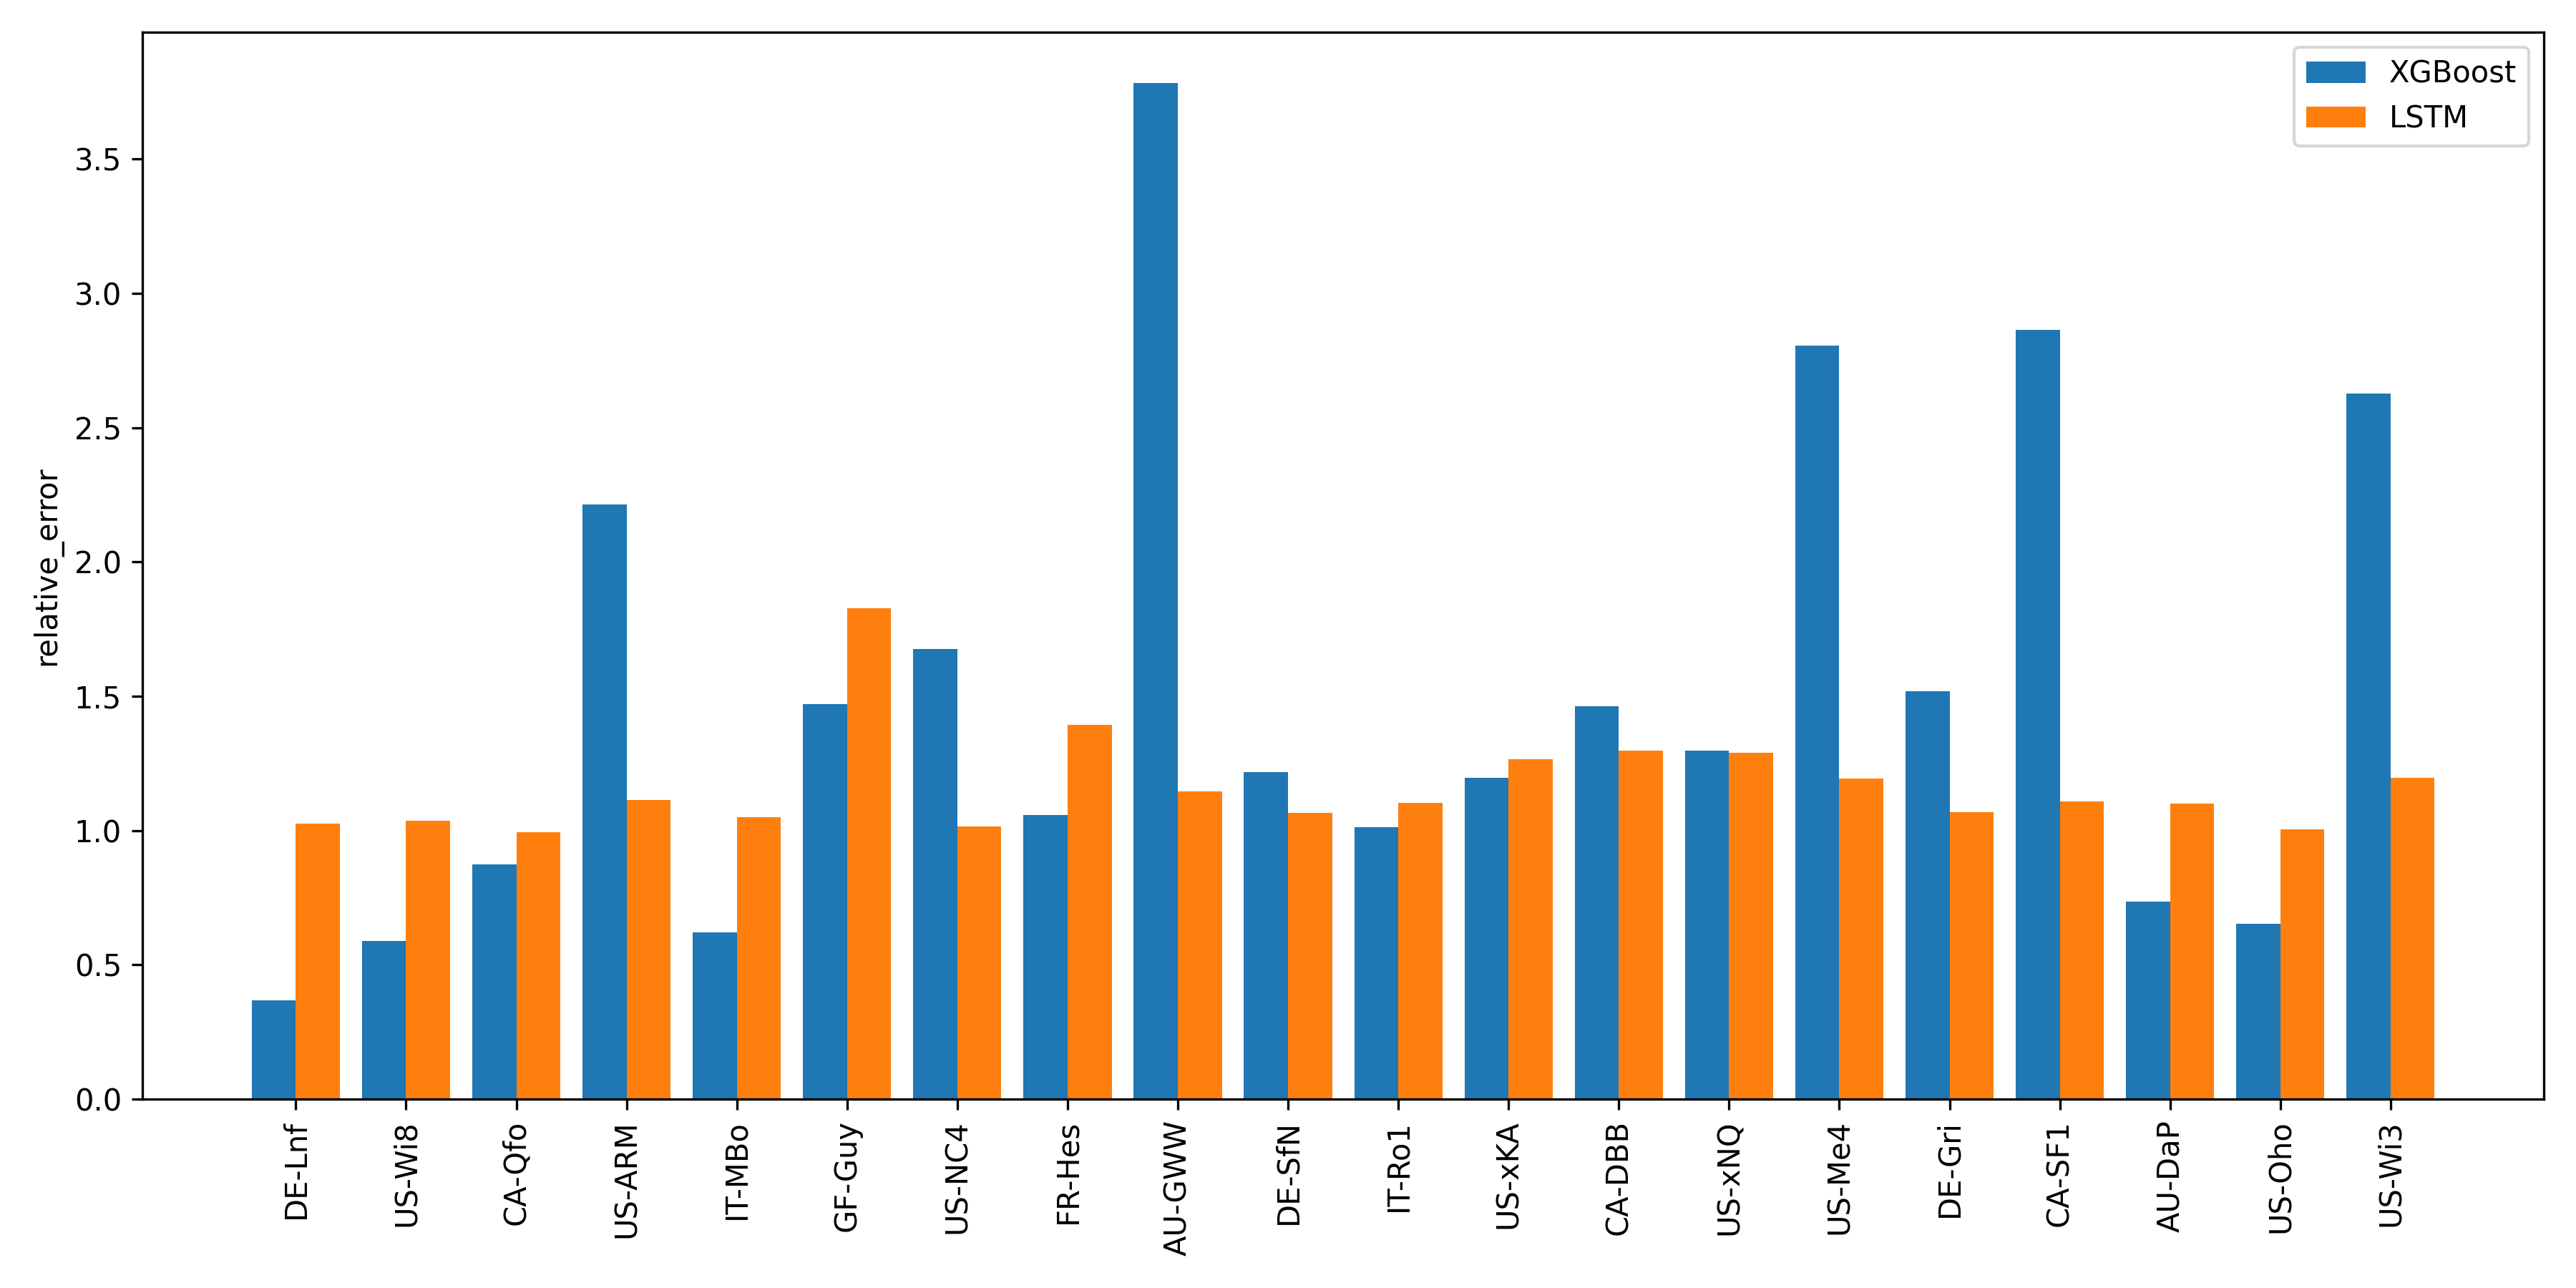 XGBoost
LSTM
relative_error
3.5
3.0
2.5
2.0
1.5
1.0
0.5
0.0
DE-Lnf
US-Wi8
CA-Qfo
US-ARM
IT-MBo
GF-Guy
US-NC4
FR-Hes
AU-GWW
DE-SfN
IT-Ro1
US-xKA
CA-DBB
US-xNQ
US-Me4
DE-Gri
CA-SF1
AU-DaP
US-Oho
US-Wi3